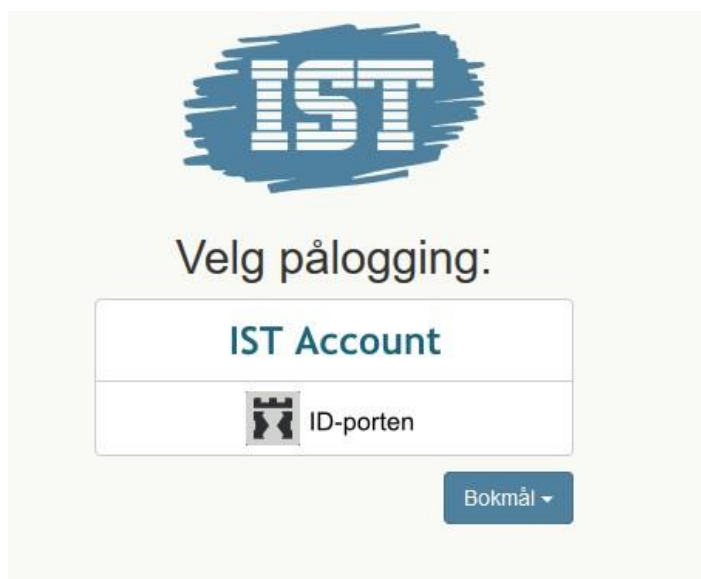 IST
Velg pålogging:
IST Account
ID-porten
Bokmål